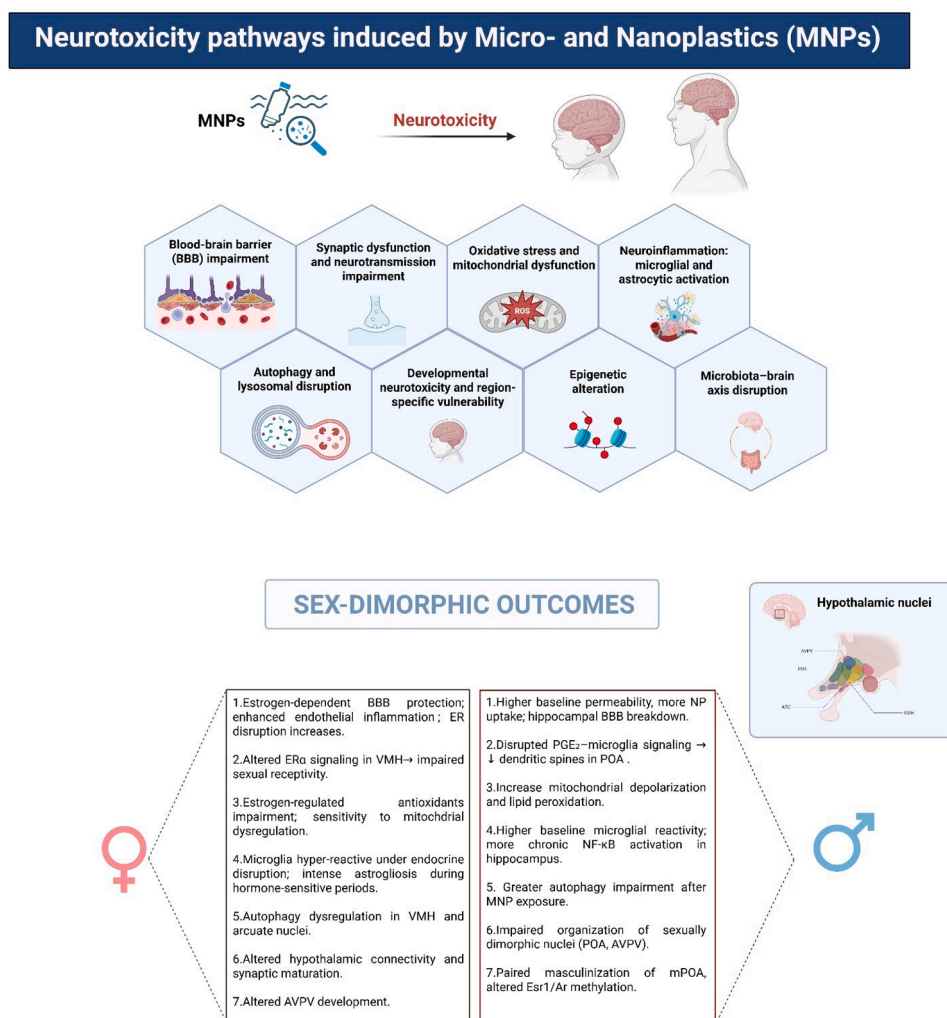 Neurotoxicity pathways induced by Micro- and Nanoplastics (MNPs)
MNPs
Neurotoxicity
Blood-brain barrier
(BBB) impairment
Synaptic dysfunction
and neurotransmission
impairment
Oxidative stress and
mitochondrial dysfunction
ROS
Neuroinflammation:
microglial and
astrocytic activation
Autophagy and
lysosomal disruption
Developmental
neurotoxicity and region-
specific vulnerability
Epigenetic
alteration
Microbiota–brain
axis disruption
SEX-DIMORPHIC OUTCOMES
Hypothalamic nuclei
AVPV
POA
ARC
VMH
1.Estrogen-dependent BBB protection;
enhanced endothelial inflammation ; ER
disruption increases.
2.Altered ERα signaling in VMH→ impaired
sexual receptivity.
3.Estrogen-regulated antioxidants
impairment; sensitivity to mitochdrial
dysregulation.
4.Microglia hyper-reactive under endocrine
disruption; intense astrogliosis during
hormone-sensitive periods.
5.Autophagy dysregulation in VMH and
arcuate nuclei.
6.Altered hypothalamic connectivity and
synaptic maturation.
7.Altered AVPV development.
1.Higher baseline permeability, more NP
uptake; hippocampal BBB breakdown.
2.Disrupted PGE₂–microglia signaling →
↓ dendritic spines in POA .
3.Increase mitochondrial depolarization
and lipid peroxidation.
4.Higher baseline microglial reactivity;
more chronic NF-κB activation in
hippocampus.
5. Greater autophagy impairment after
MNP exposure.
6.Impaired organization of sexually
dimorphic nuclei (POA, AVPV).
7.Paired masculinization of mPOA,
altered Esr1/Ar methylation.